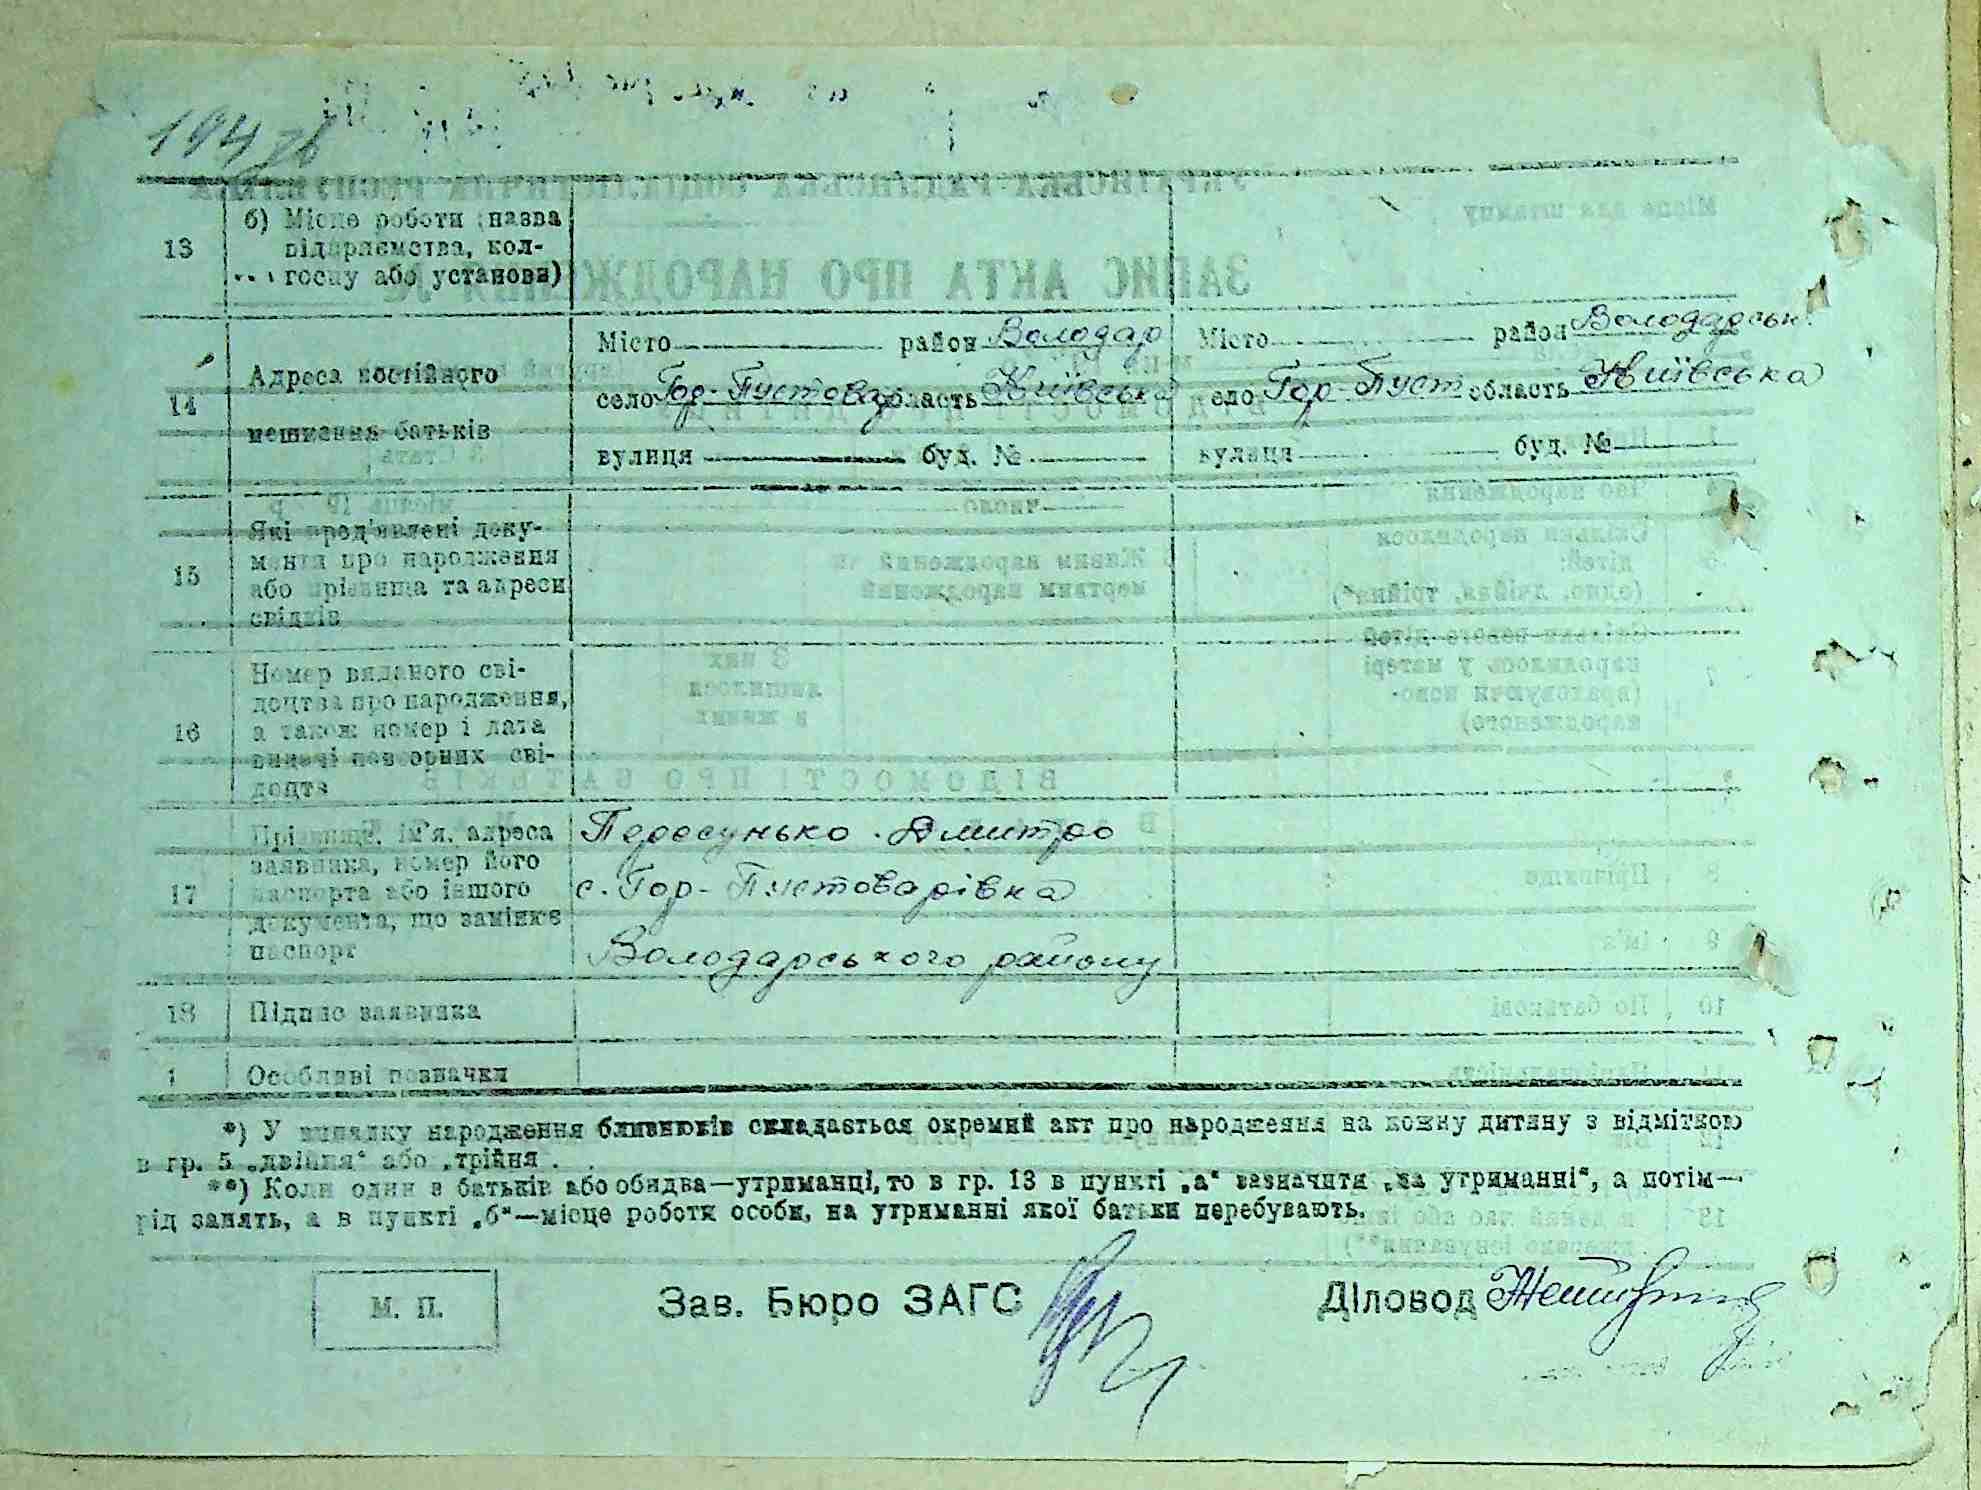 194 зв
13
б) Місце роботи (назва
підприємства, кол-
госпу або установи)
14
Адреса постійного
мешкання батьків
Місто район Володар
село Гор-Пустовар область Київська
вулиця буд. №
Місто район Володарськ.
село Гор-Пуст область Київська
вулиця буд. №
15
Які пред'явлені доку-
менти про народження
або прізвища та адреси
свідків
16
Номер виданого сві-
доцтва про народження,
а також номер і дата
видачі повторних сві-
доцтв
17
Прізвище, ім'я, адреса
заявника, номер його
паспорта або іншого
документа, що заміняє
паспорт
Пересунько Дмитро
с. Гор-Пустоварівка
Володарського району
18
Підпис заявника
1
Особливі позначки
*) У випадку народження близнюків складається окремий акт про народження на кожну дитину з відміткою
в гр. 5 „двійня“ або „трійня“.
**) Коли один з батьків або обидва—утриманці, то в гр. 13 в пункті „а“ зазначити „на утриманні“, а потім—
рід занять, а в пункті „б“—місце роботи особи, на утриманні якої батьки перебувають.
М. П.
Зав. Бюро ЗАГС
Діловод